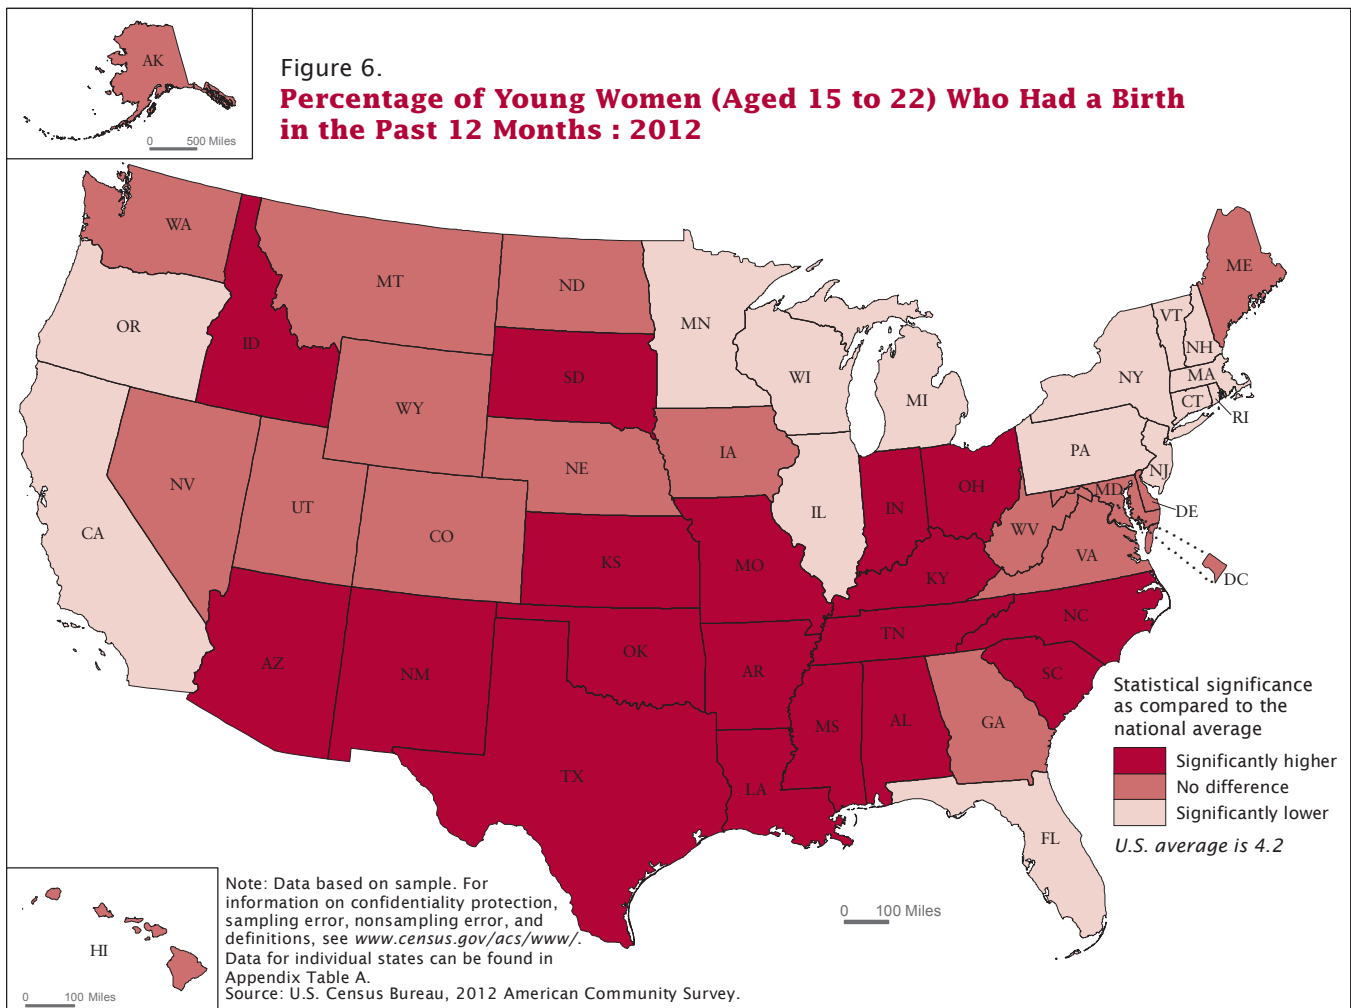 AK
0 500 Miles
Figure 6.
Percentage of Young Women (Aged 15 to 22) Who Had a Birth
in the Past 12 Months : 2012
WA
MT
ND
MN
ME
OR
ID
SD
WI
MI
VT
NH
NY
MA
CT
RI
WY
IA
NE
PA
NJ
NV
UT
CO
CA
KS
MO
IL
IN
OH
MD
DE
WV
VA
DC
KY
AZ
NM
OK
AR
TN
NC
SC
MS
AL
GA
TX
LA
FL
Statistical significance
as compared to the
national average
Significantly higher
No difference
Significantly lower
U.S. average is 4.2
0 100 Miles
HI
0 100 Miles
Note: Data based on sample. For
information on confidentiality protection,
sampling error, nonsampling error, and
definitions, see www.census.gov/acs/www/.
Data for individual states can be found in
Appendix Table A.
Source: U.S. Census Bureau, 2012 American Community Survey.